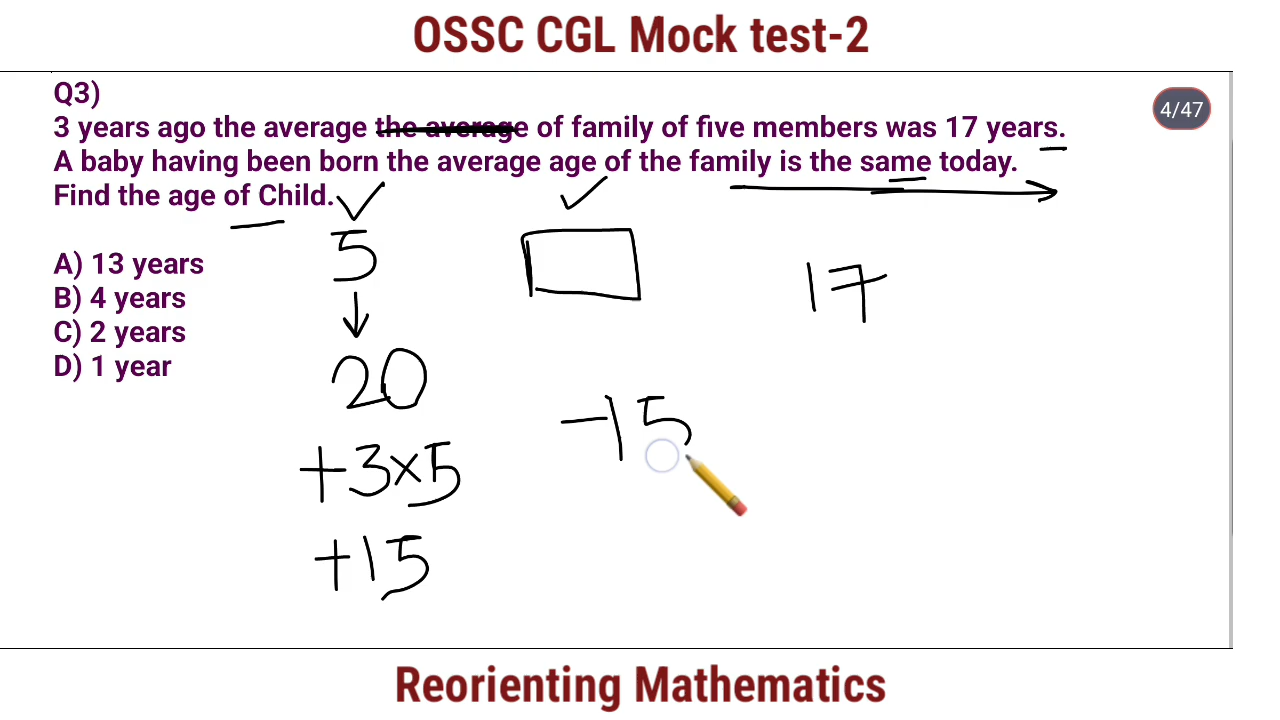 OSSC CGL Mock test-2
Q3)
4/47
3 years ago the average the average of family of five members was 17 years.
A baby having been born the average age of the family is the same today.
Find the age of Child.
A) 13 years
B) 4 years
C) 2 years
D) 1 year
5
17
20
-15
+3×5
+15
Reorienting Mathematics